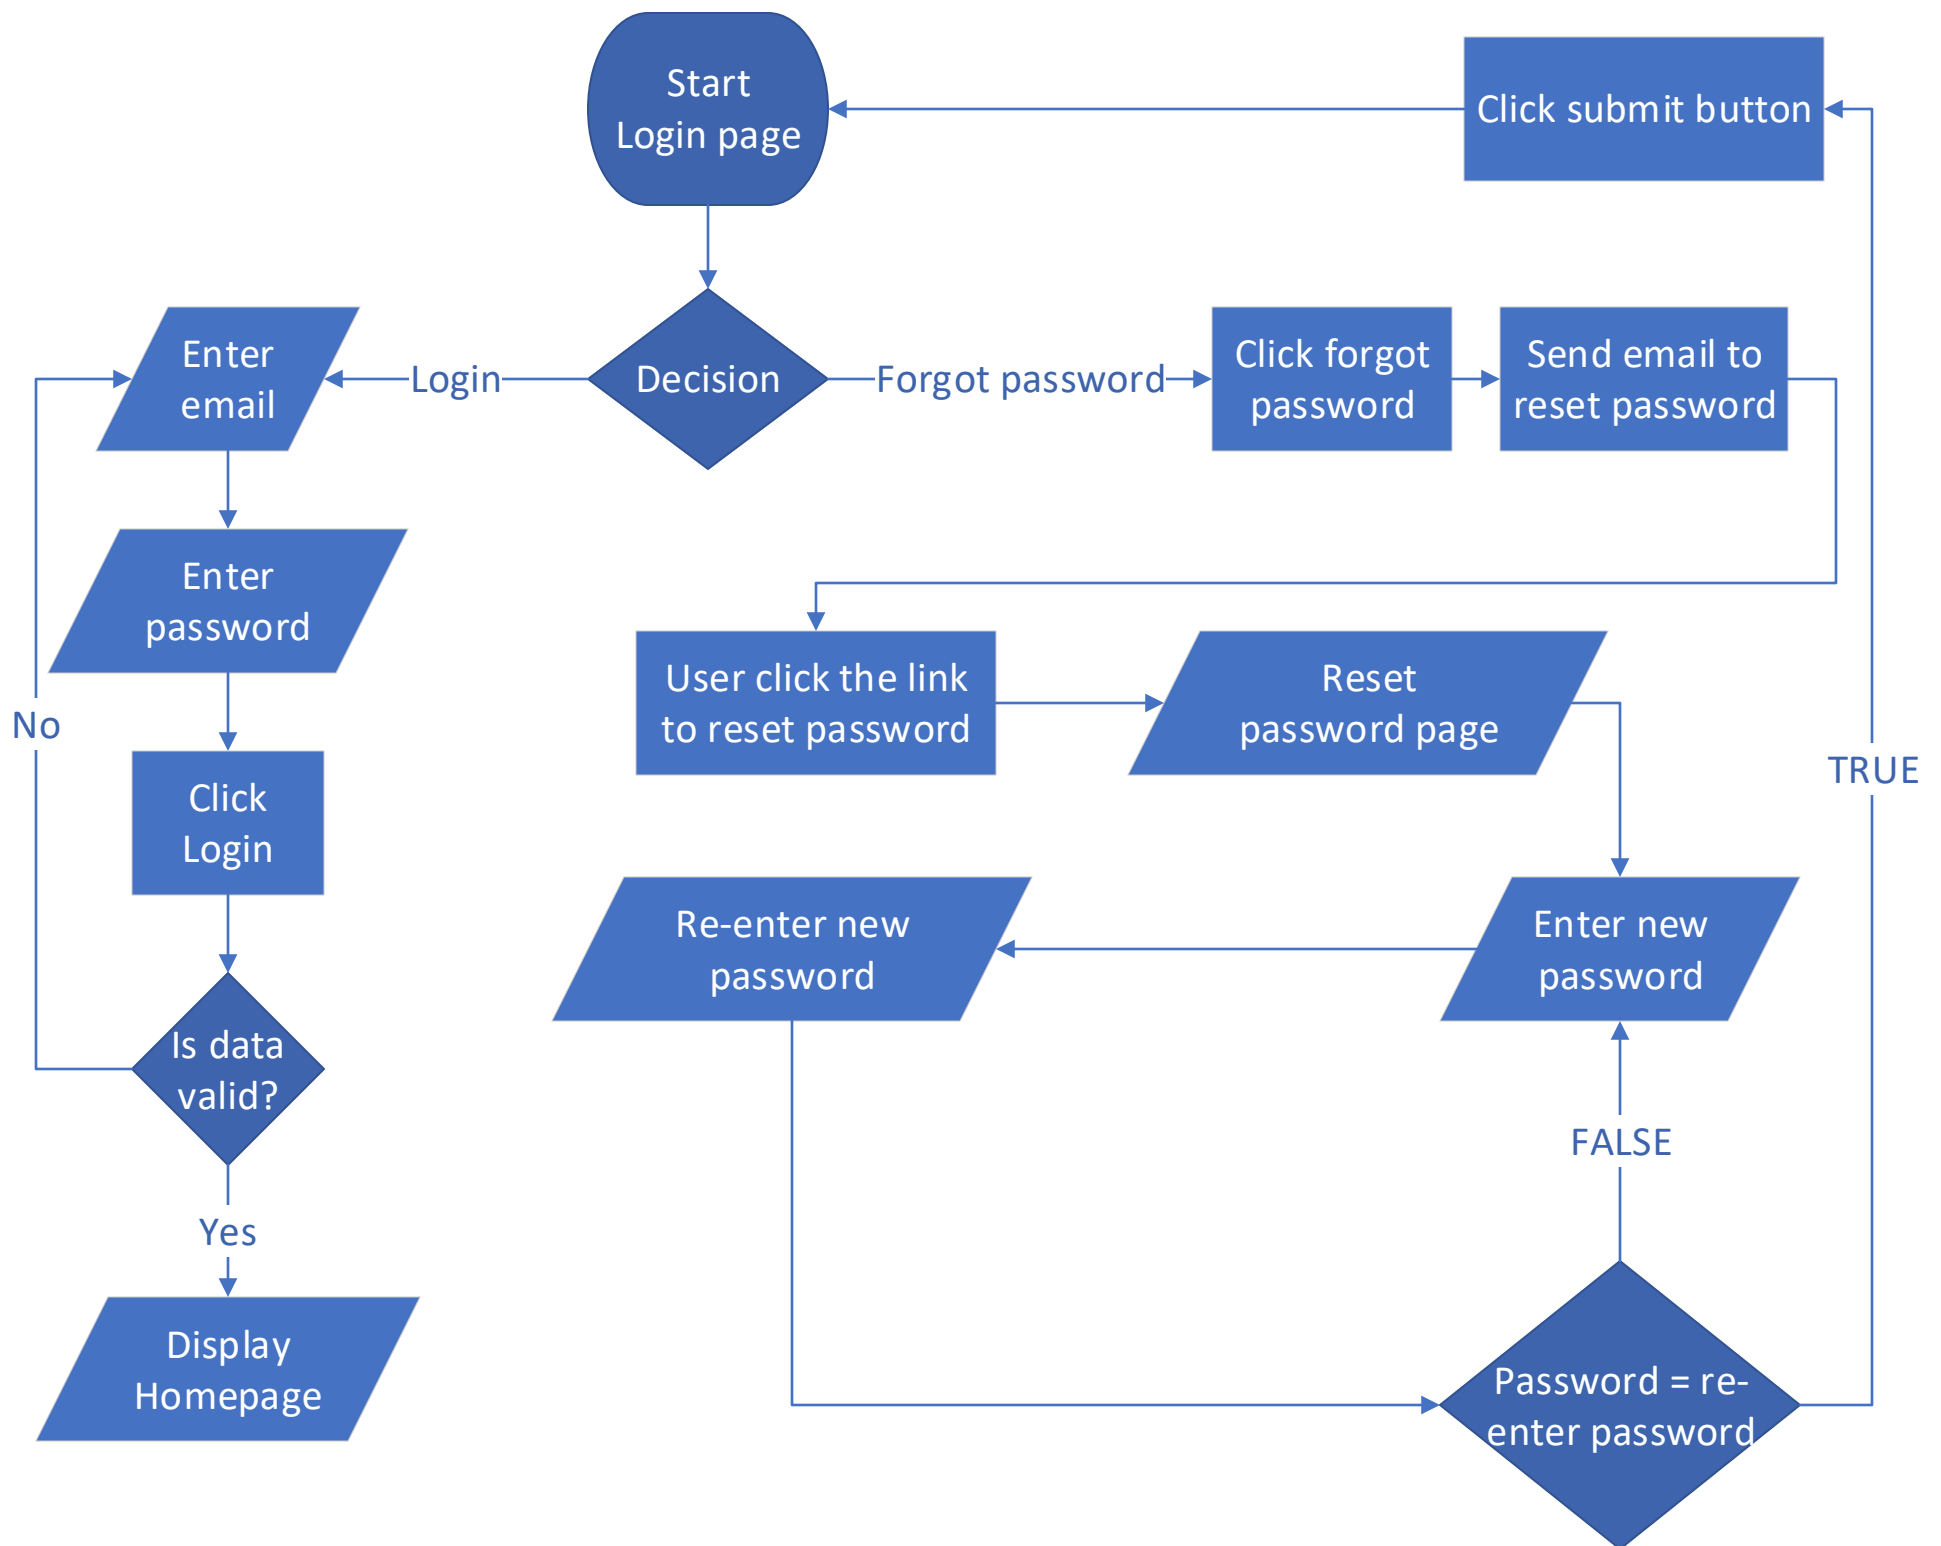 Start
Login page
Click submit button
Enter
email
Login
Decision
Forgot password
Click forgot
password
Send email to
reset password
Enter
password
User click the link
to reset password
Reset
password page
No
TRUE
Click
Login
Re-enter new
password
Enter new
password
Is data
valid?
FALSE
Yes
Display
Homepage
Password = re-
enter password